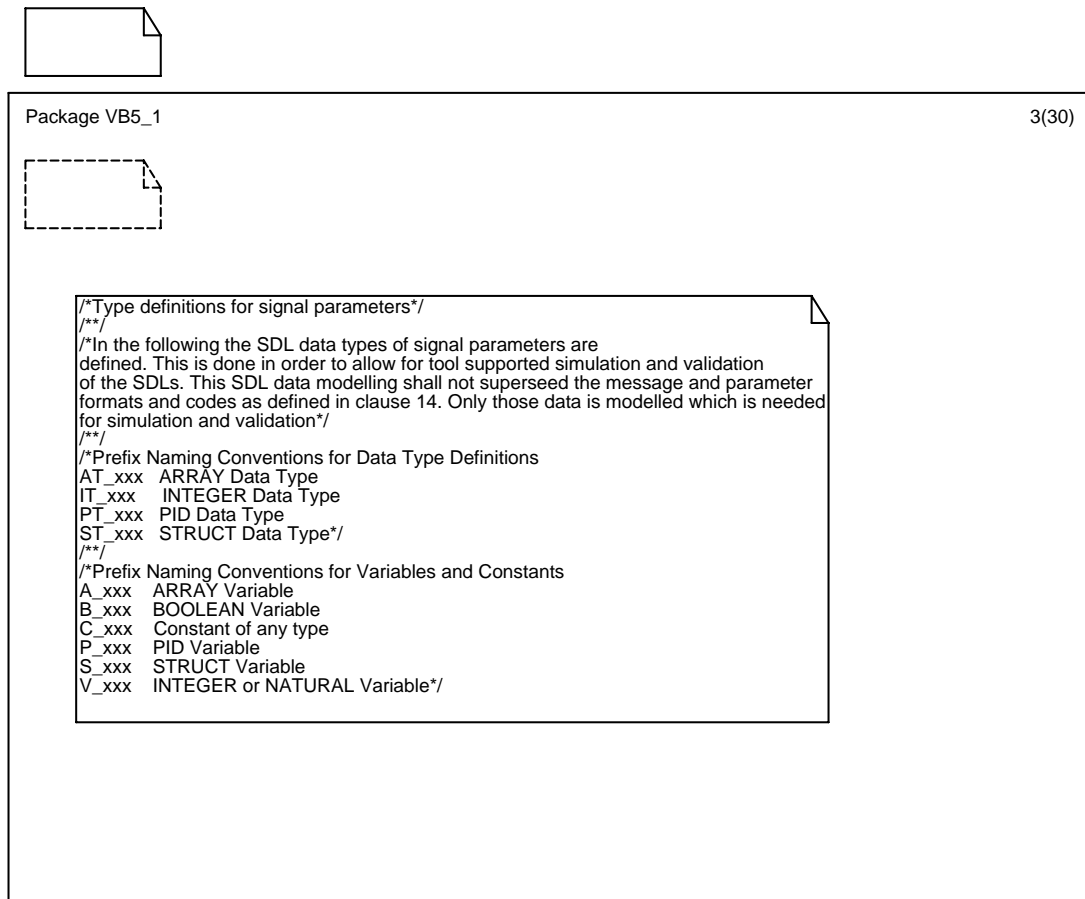 Package VB5_1 3(30)
/*Type definitions for signal parameters*/
/**/
/*In the following the SDL data types of signal parameters are
defined. This is done in order to allow for tool supported simulation and validation
of the SDLs. This SDL data modelling shall not superseed the message and parameter
formats and codes as defined in clause 14. Only those data is modelled which is needed
for simulation and validation*/
/**/
/*Prefix Naming Conventions for Data Type Definitions
AT_xxx ARRAY Data Type
IT_xxx INTEGER Data Type
PT_xxx PID Data Type
ST_xxx STRUCT Data Type*/
/**/
/*Prefix Naming Conventions for Variables and Constants
A_xxx ARRAY Variable
B_xxx BOOLEAN Variable
C_xxx Constant of any type
P_xxx PID Variable
S_xxx STRUCT Variable
V_xxx INTEGER or NATURAL Variable*/